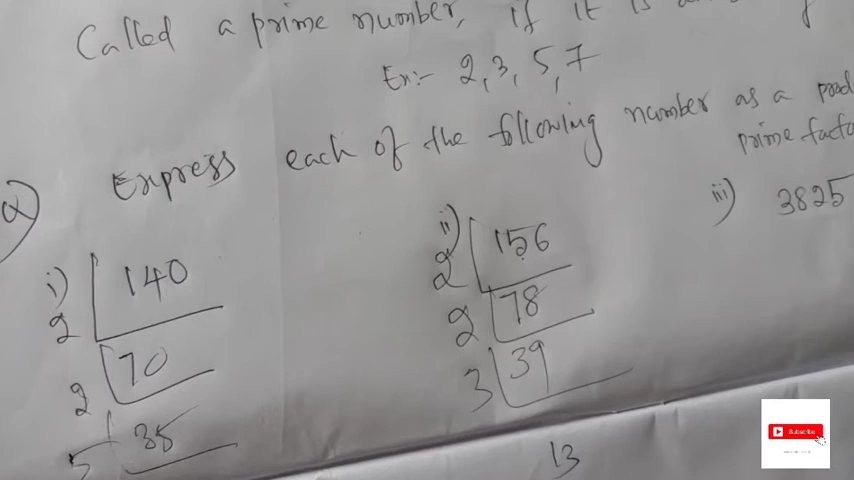 Called a prime number, if it is
Ex:- 2, 3, 5, 7
Q) Express each of the following number as a
prime
i) 2 140
2 70
5 35
ii) 2 156
2 78
3 39
13
iii) 3825
Subscribe